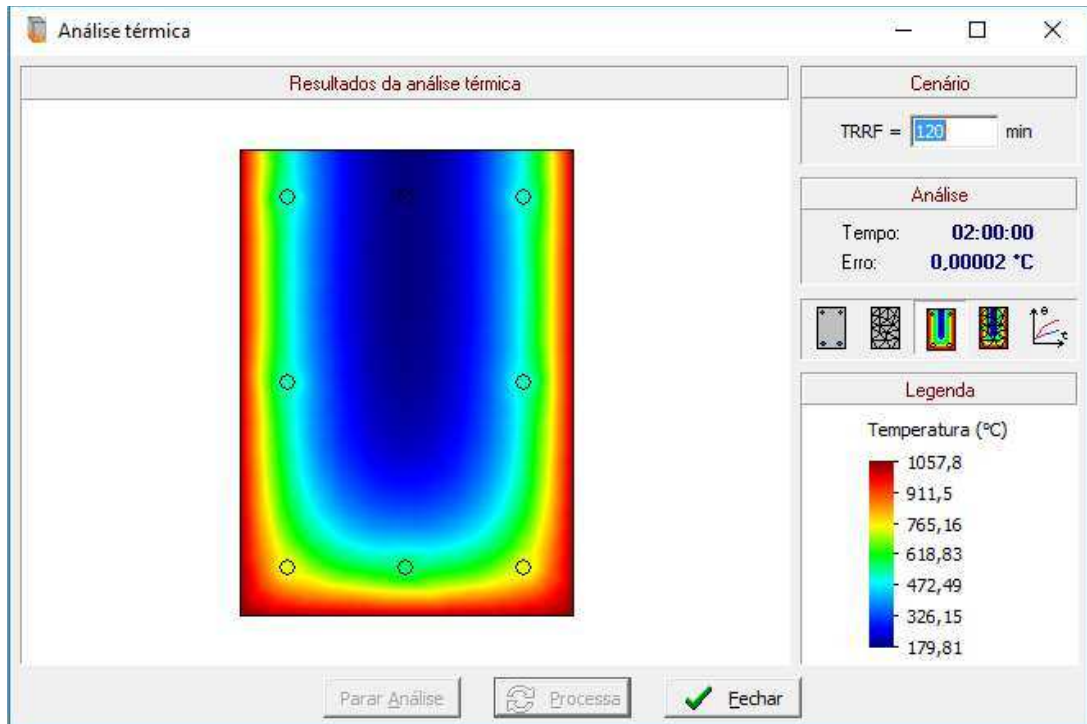 Análise térmica
Resultados da análise térmica
Cenário
TRRF = 120 min
Análise
Tempo: 02:00:00
Erro: 0,00002 °C
θ
t
Legenda
Temperatura (°C)
1057,8
911,5
765,16
618,83
472,49
326,15
179,81
Parar Análise
Processa
Fechar